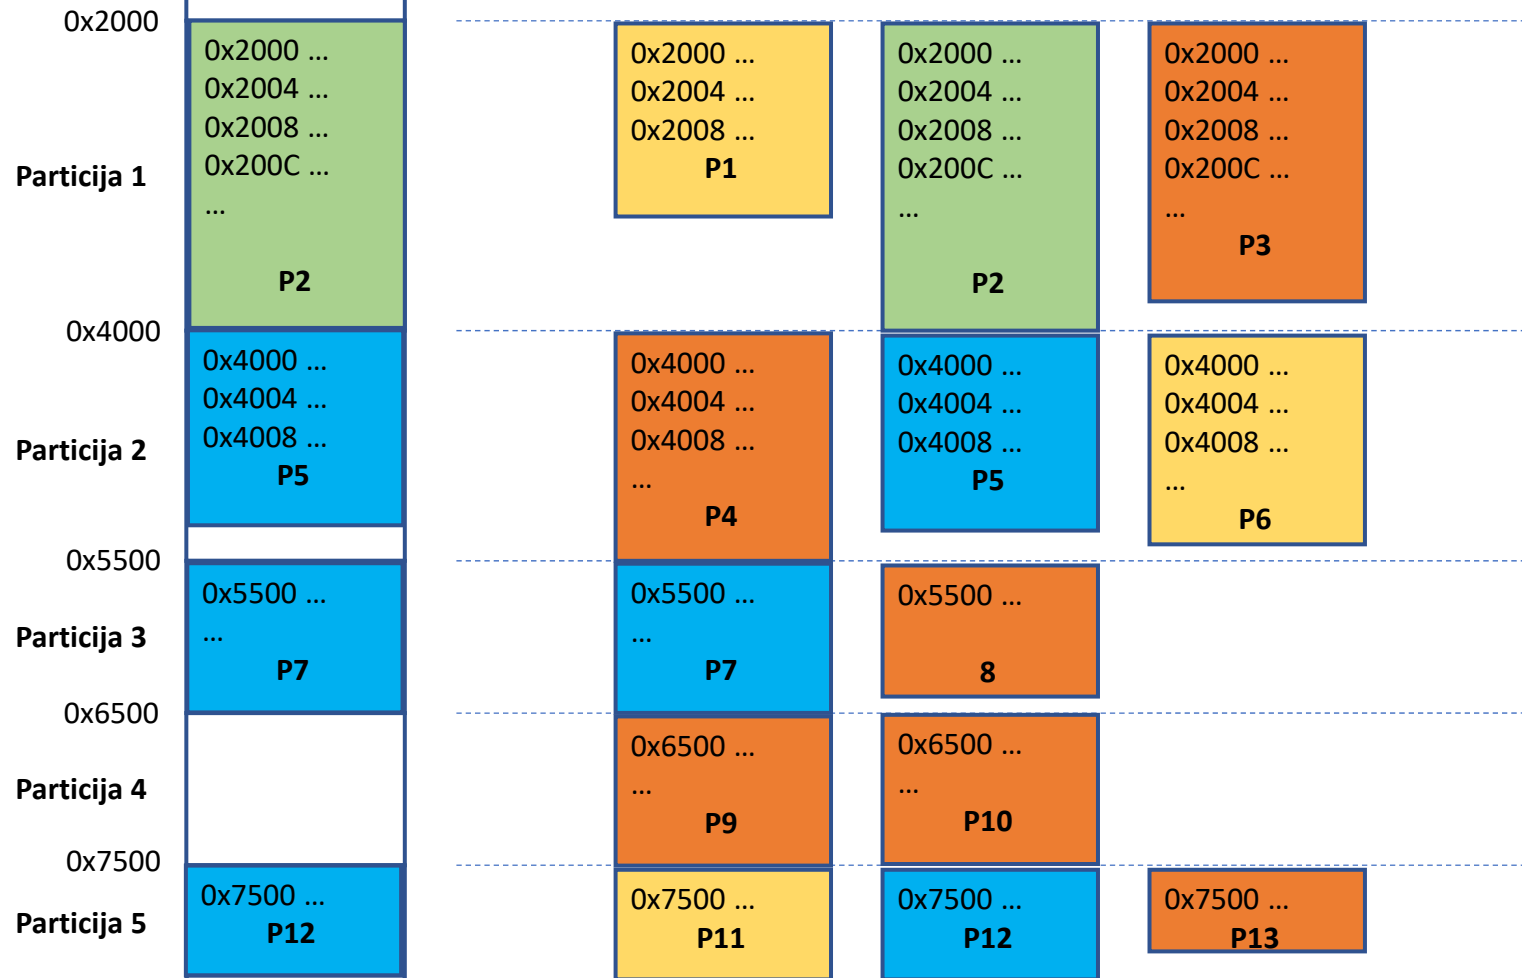 0x2000
Particija 1
0x4000
Particija 2
0x5500
Particija 3
0x6500
Particija 4
0x7500
Particija 5
0x2000 ...
0x2004 ...
0x2008 ...
0x200C ...
...
P2
0x4000 ...
0x4004 ...
0x4008 ...
P5
0x5500 ...
...
P7
0x7500 ...
P12
0x2000 ...
0x2004 ...
0x2008 ...
P1
0x2000 ...
0x2004 ...
0x2008 ...
0x200C ...
...
P2
0x2000 ...
0x2004 ...
0x2008 ...
0x200C ...
...
P3
0x4000 ...
0x4004 ...
0x4008 ...
...
P4
0x4000 ...
0x4004 ...
0x4008 ...
P5
0x4000 ...
0x4004 ...
0x4008 ...
...
P6
0x5500 ...
...
P7
0x5500 ...
8
0x6500 ...
...
P9
0x6500 ...
...
P10
0x7500 ...
P11
0x7500 ...
P12
0x7500 ...
P13